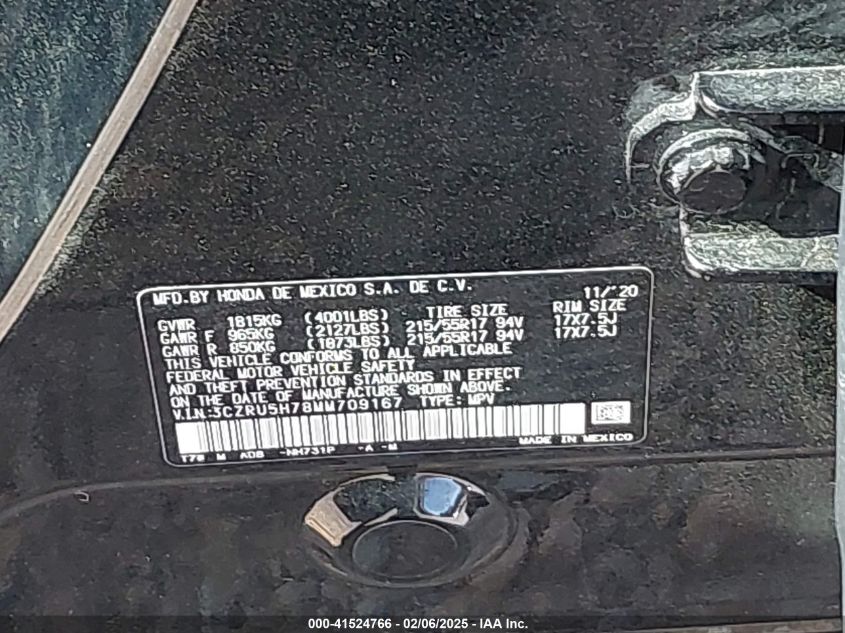 MFD.BY HONDA DE MEXICO S.A. DE C.V. 11/'20
GVWR 1815KG (4001LBS) TIRE SIZE RIM SIZE
GAWR F 965KG (2127LBS) 215/55R17 94V 17X7.5J
GAWR R 850KG (1873LBS) 215/55R17 94V 17X7.5J
THIS VEHICLE CONFORMS TO ALL APPLICABLE
FEDERAL MOTOR VEHICLE SAFETY
AND THEFT PREVENTION STANDARDS IN EFFECT
ON THE DATE OF MANUFACTURE SHOWN ABOVE.
V.I.N:3CZRU5H78MM709167 TYPE: MPV
MADE IN MEXICO
T78 M ADB -NH731P -A -M
000-41524766 - 02/06/2025 - IAA Inc.